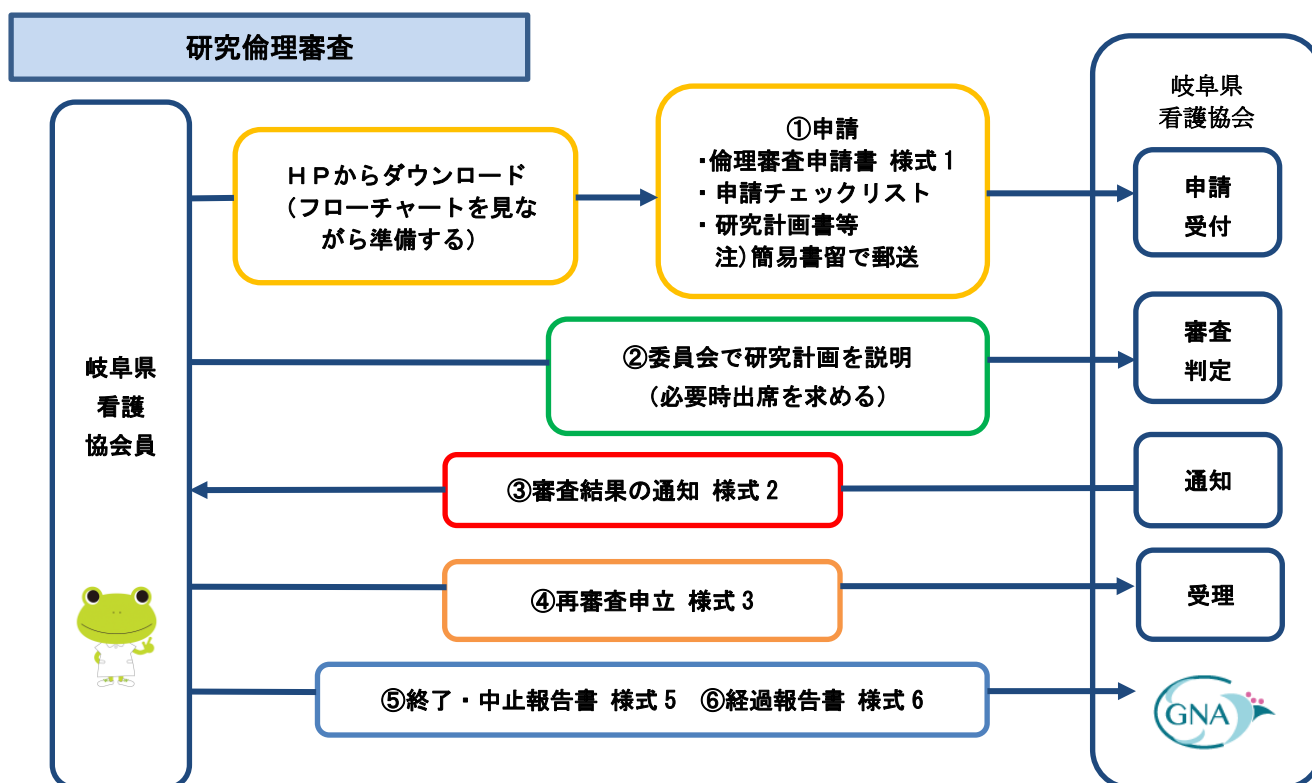 研究倫理審査
岐阜県
看護
協会員
HPからダウンロード
(フローチャートを見な
がら準備する)
①申請
・倫理審査申請書 様式1
・申請チェックリスト
・研究計画書等
注)簡易書留で郵送
岐阜県
看護協会
申請
受付
②委員会で研究計画を説明
(必要時出席を求める)
審査
判定
③審査結果の通知 様式2
通知
④再審査申立 様式3
受理
⑤終了・中止報告書 様式5 ⑥経過報告書 様式6
GNA